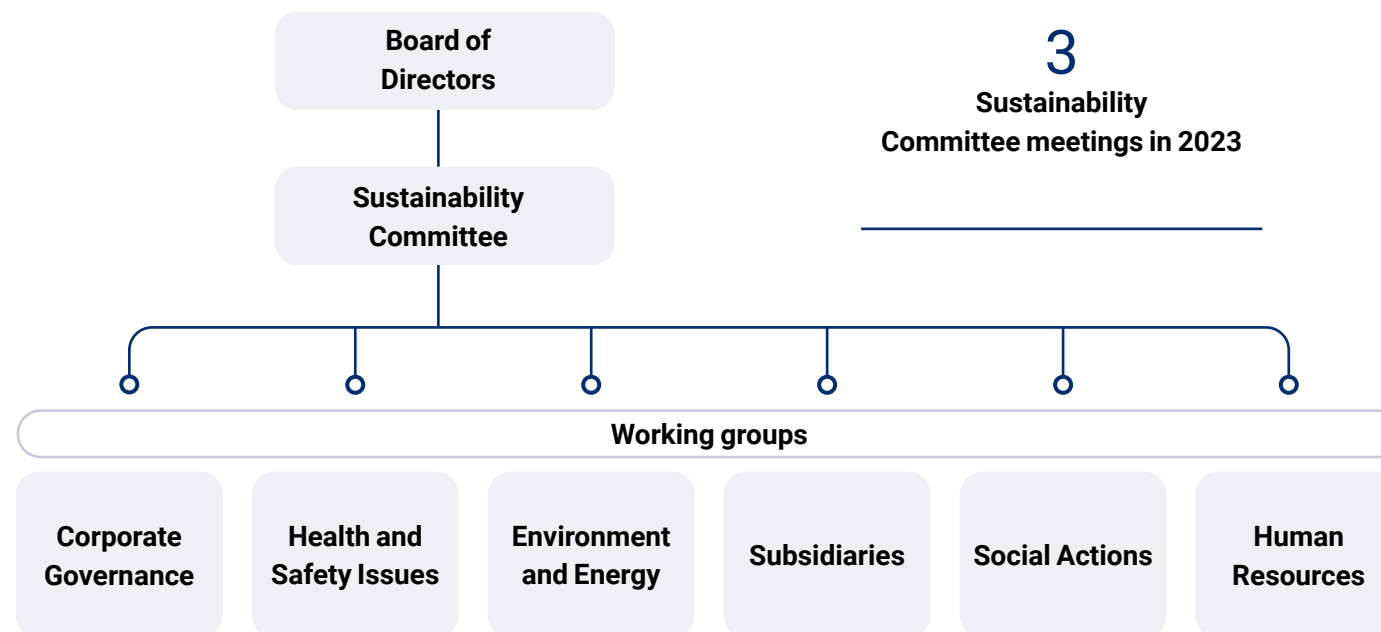 Board of
Directors
3
Sustainability
Committee meetings in 2023
Sustainability
Committee
Working groups
Corporate
Governance
Health and
Safety Issues
Environment
and Energy
Subsidiaries
Social Actions
Human
Resources